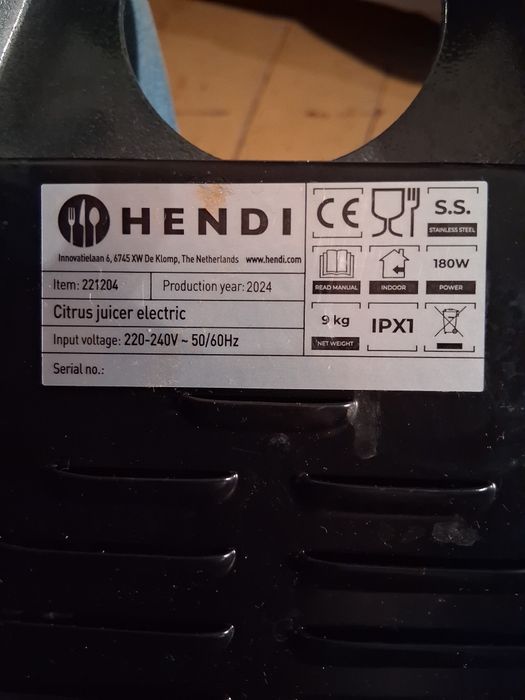 HENDI
Innovatielaan 6, 6745 XW De Klomp, The Netherlands www.hendi.com
Item: 221204
Production year: 2024
Citrus juicer electric
Input voltage: 220-240V ~ 50/60Hz
Serial no.:
CE
S.S.
STAINLESS STEEL
READ MANUAL
INDOOR
180W
POWER
9 kg
NET WEIGHT
IPX1